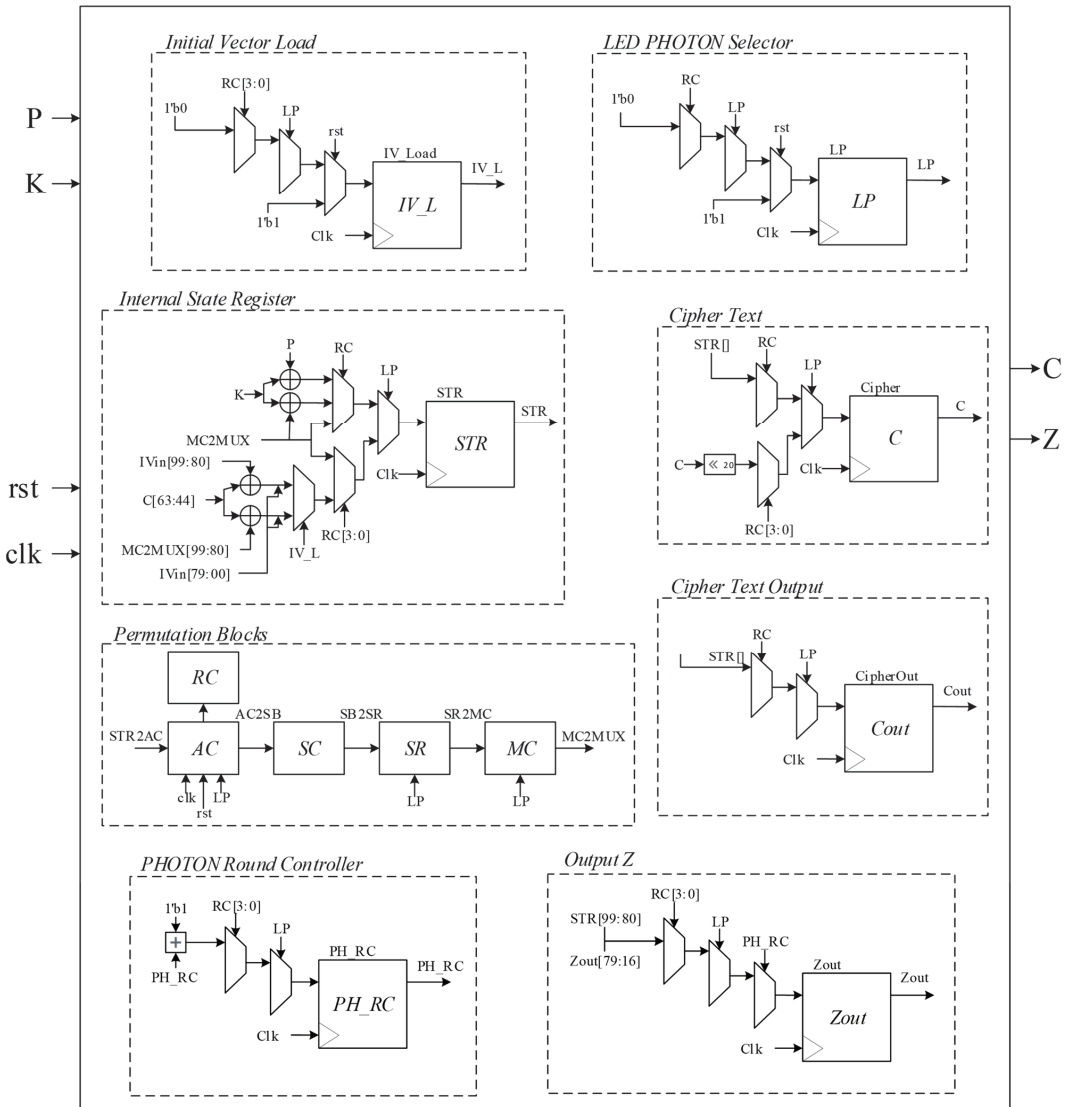 P
K
rst
clk
C
Z
Initial Vector Load
RC[3:0]
1'b0
LP
rst
IV_Load
IV_L
IV_L
1'b1
Clk
LED PHOTON Selector
RC
1'b0
LP
rst
LP
LP
LP
1'b1
Clk
Internal State Register
P
RC
LP
K
STR
STR
STR
MC2MUX
IVin[99:80]
Clk
C[63:44]
RC[3:0]
MC2MUX[99:80]
IV_L
IVin[79:00]
Cipher Text
STR[]
RC
LP
Cipher
C
C
C
≪ 20
Clk
RC[3:0]
Cipher Text Output
RC
STR[]
LP
CipherOut
Cout
Cout
Clk
Permutation Blocks
RC
AC2SB
SB2SR
SR2MC
STR2AC
AC
SC
SR
MC
MC2MUX
clk
rst
LP
LP
LP
PHOTON Round Controller
1'b1
RC[3:0]
LP
+
PH_RC
PH_RC
PH_RC
PH_RC
Clk
Output Z
RC[3:0]
STR[99:80]
LP
PH_RC
Zout[79:16]
Zout
Zout
Zout
Clk